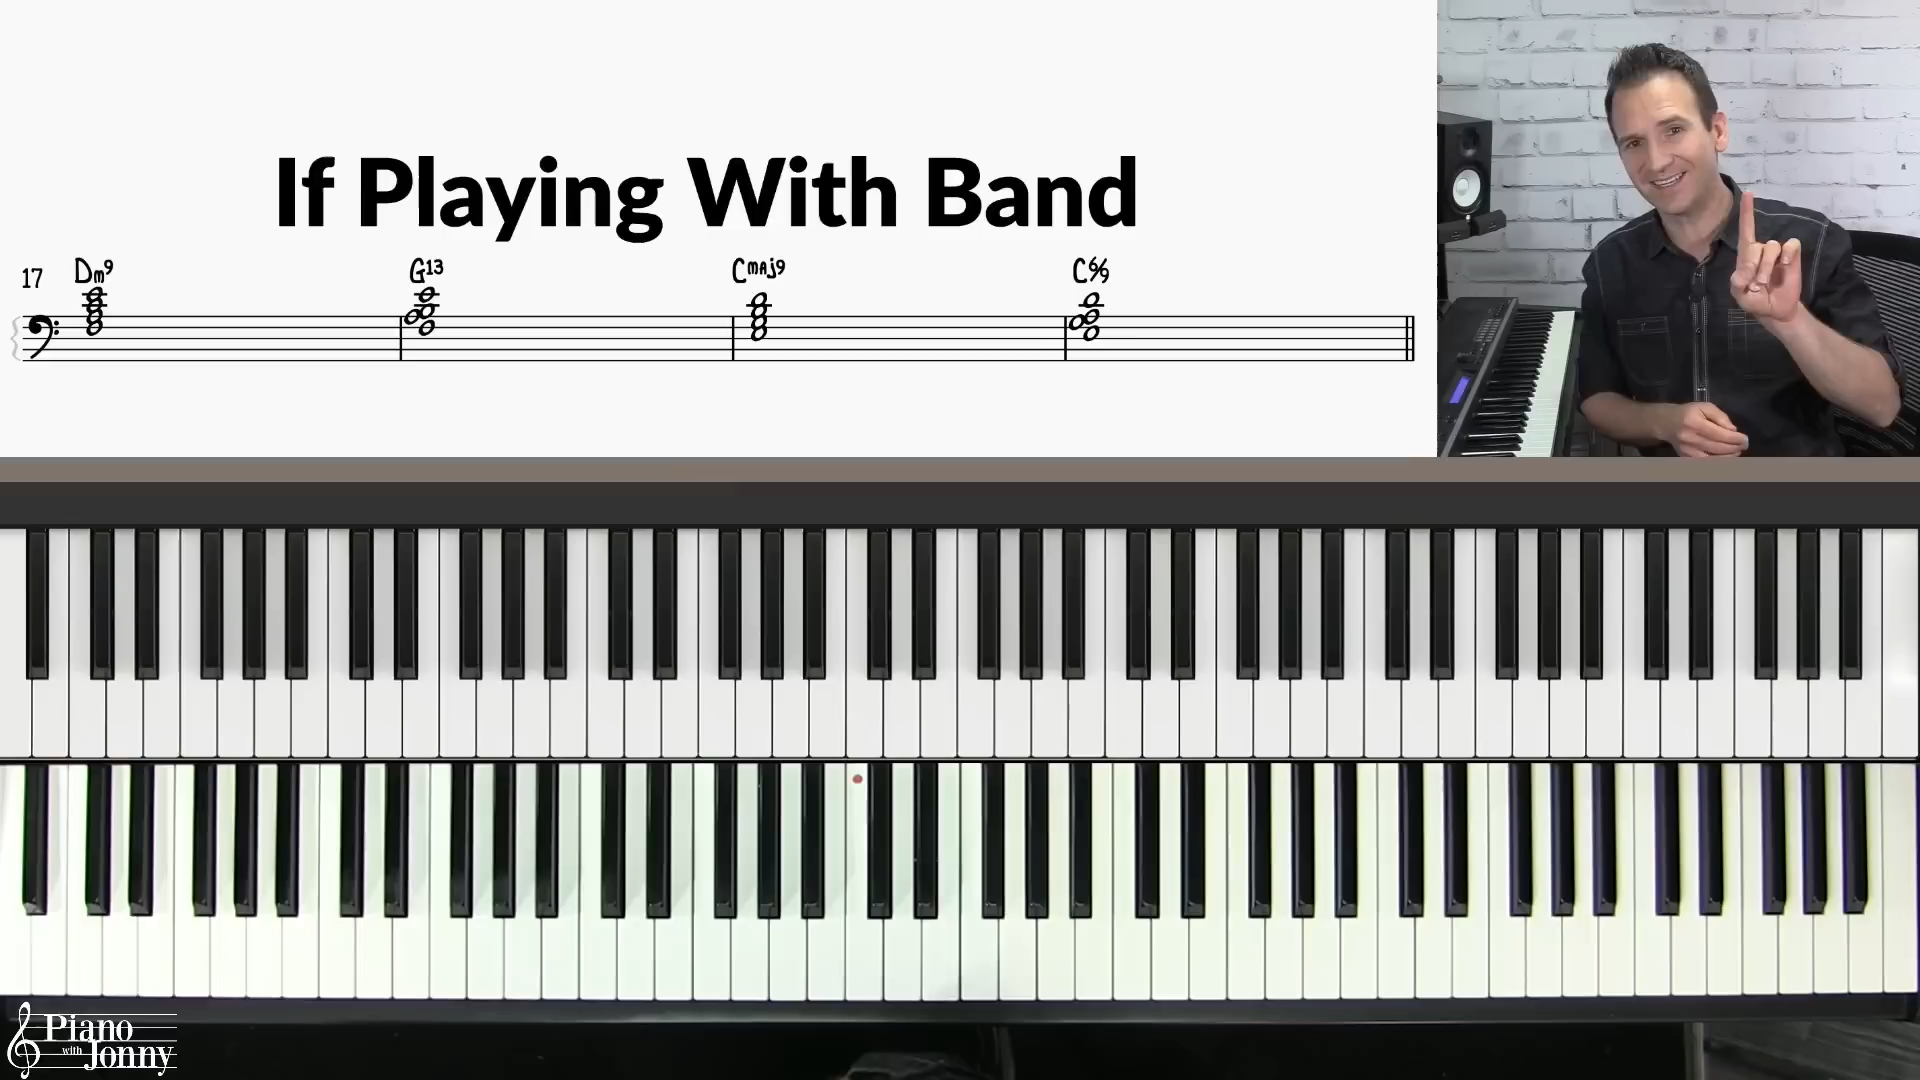 If Playing With Band
17 Dm9 G13 Cmaj9 C6/9
Piano
with Jonny